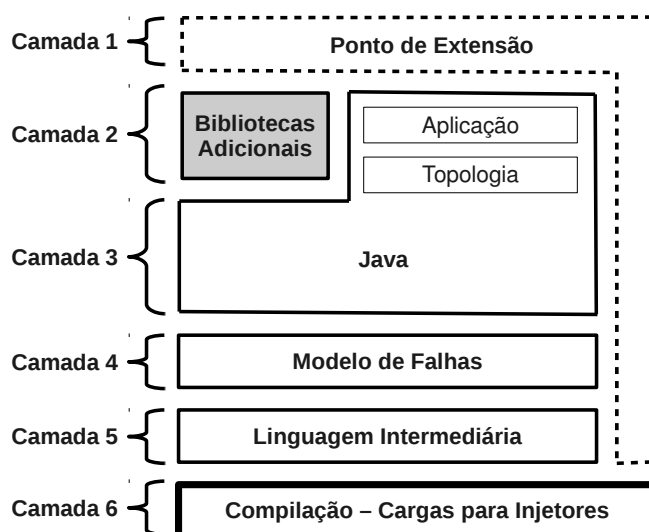 Camada 1
Ponto de Extensão
Camada 2
Bibliotecas
Adicionais
Aplicação
Topologia
Camada 3
Java
Camada 4
Modelo de Falhas
Camada 5
Linguagem Intermediária
Camada 6
Compilação – Cargas para Injetores